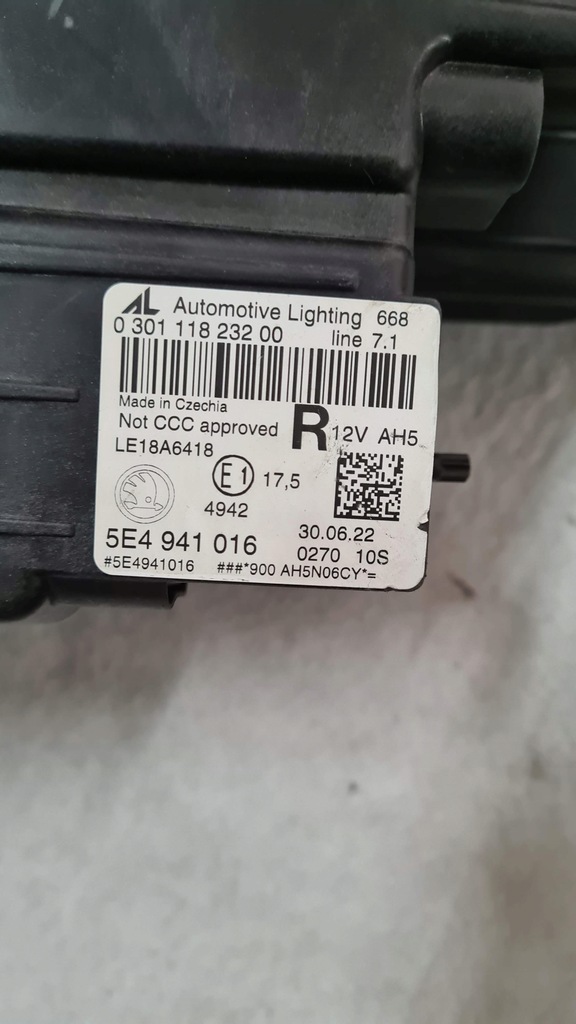 AL Automotive Lighting 668
0 301 118 232 00 line 7.1
Made in Czechia
Not CCC approved R 12V AH5
LE18A6418
E1 17,5
4942
30.06.22
5E4 941 016 0270 10S
#5E4941016 ###*900 AH5N06CY*=